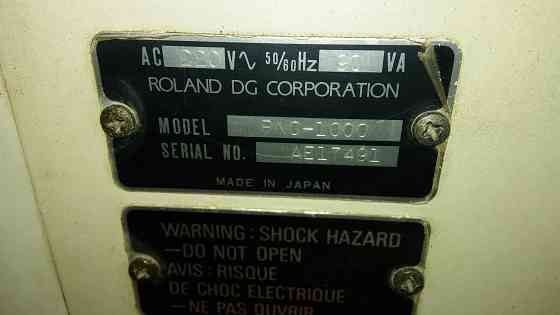 AC 220 V∿ 50/60Hz 90 VA
ROLAND DG CORPORATION
MODEL PNC-1000
SERIAL NO. AE17491
MADE IN JAPAN
WARNING: SHOCK HAZARD
—DO NOT OPEN
AVIS: RISQUE
DE CHOC ELECTRIQUE
—NE PAS OUVRIR